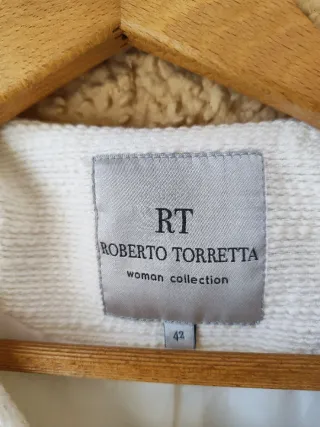 RT
ROBERTO TORRETTA
woman collection
42